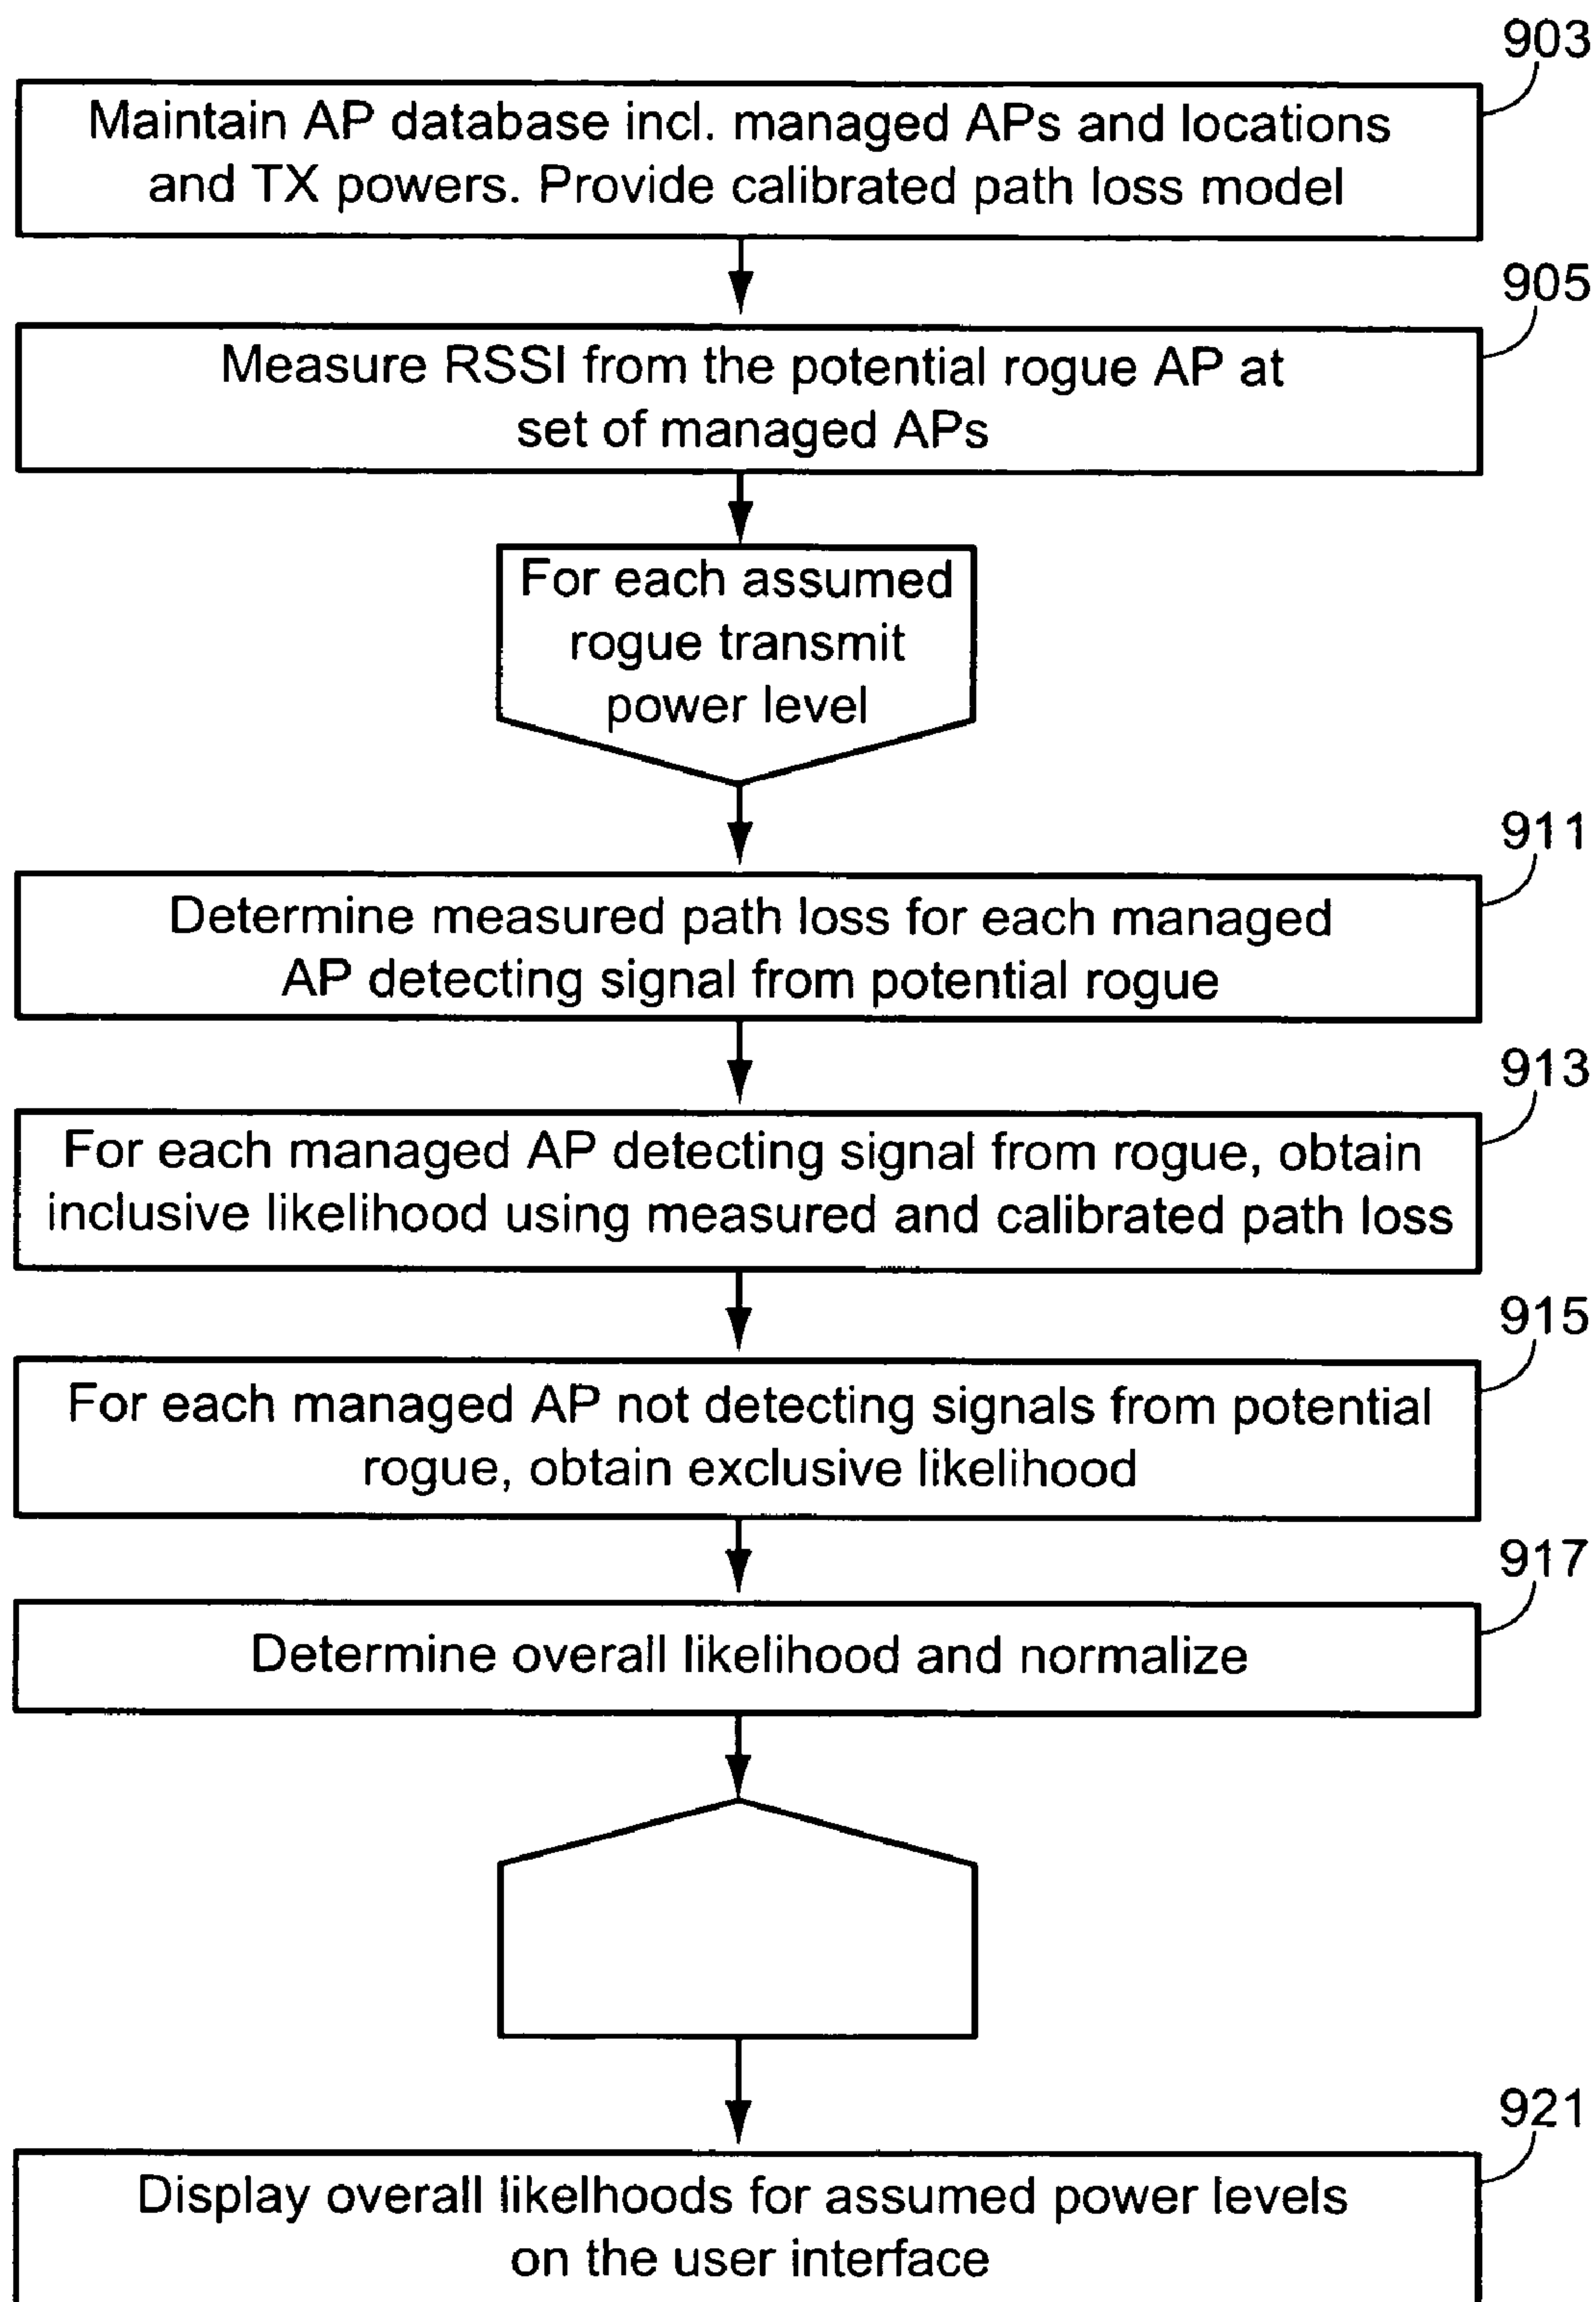 903
Maintain AP database incl. managed APs and locations
and TX powers. Provide calibrated path loss model
905
Measure RSSI from the potential rogue AP at
set of managed APs
For each assumed
rogue transmit
power level
911
Determine measured path loss for each managed
AP detecting signal from potential rogue
913
For each managed AP detecting signal from rogue, obtain
inclusive likelihood using measured and calibrated path loss
915
For each managed AP not detecting signals from potential
rogue, obtain exclusive likelihood
917
Determine overall likelihood and normalize
921
Display overall likelhoods for assumed power levels
on the user interface